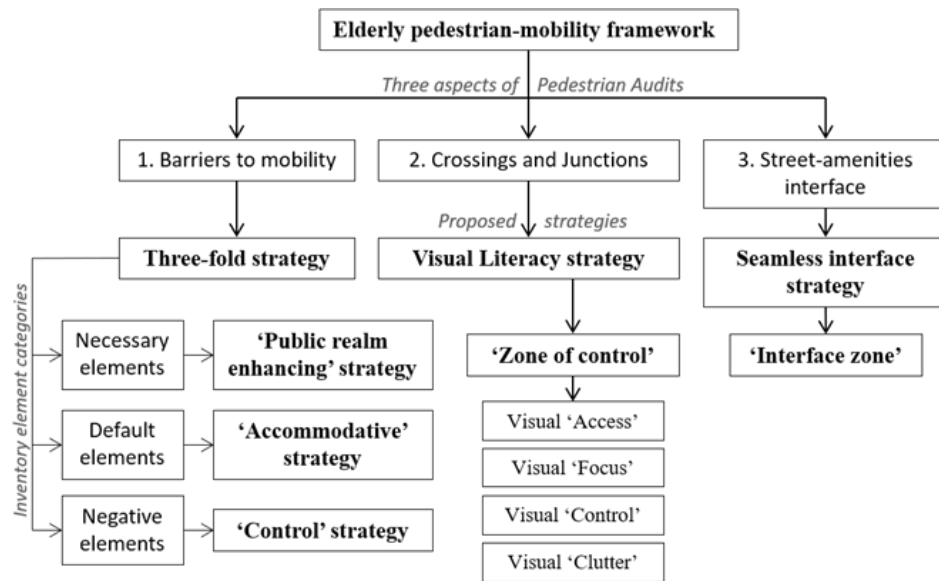 Elderly pedestrian-mobility framework
Three aspects of Pedestrian Audits
1. Barriers to mobility
2. Crossings and Junctions
3. Street-amenities
interface
Proposed strategies
Three-fold strategy
Visual Literacy strategy
Seamless interface
strategy
Inventory element categories
Necessary
elements
‘Public realm
enhancing’ strategy
Default
elements
‘Accommodative’
strategy
Negative
elements
‘Control’ strategy
‘Zone of control’
Visual ‘Access’
Visual ‘Focus’
Visual ‘Control’
Visual ‘Clutter’
‘Interface zone’